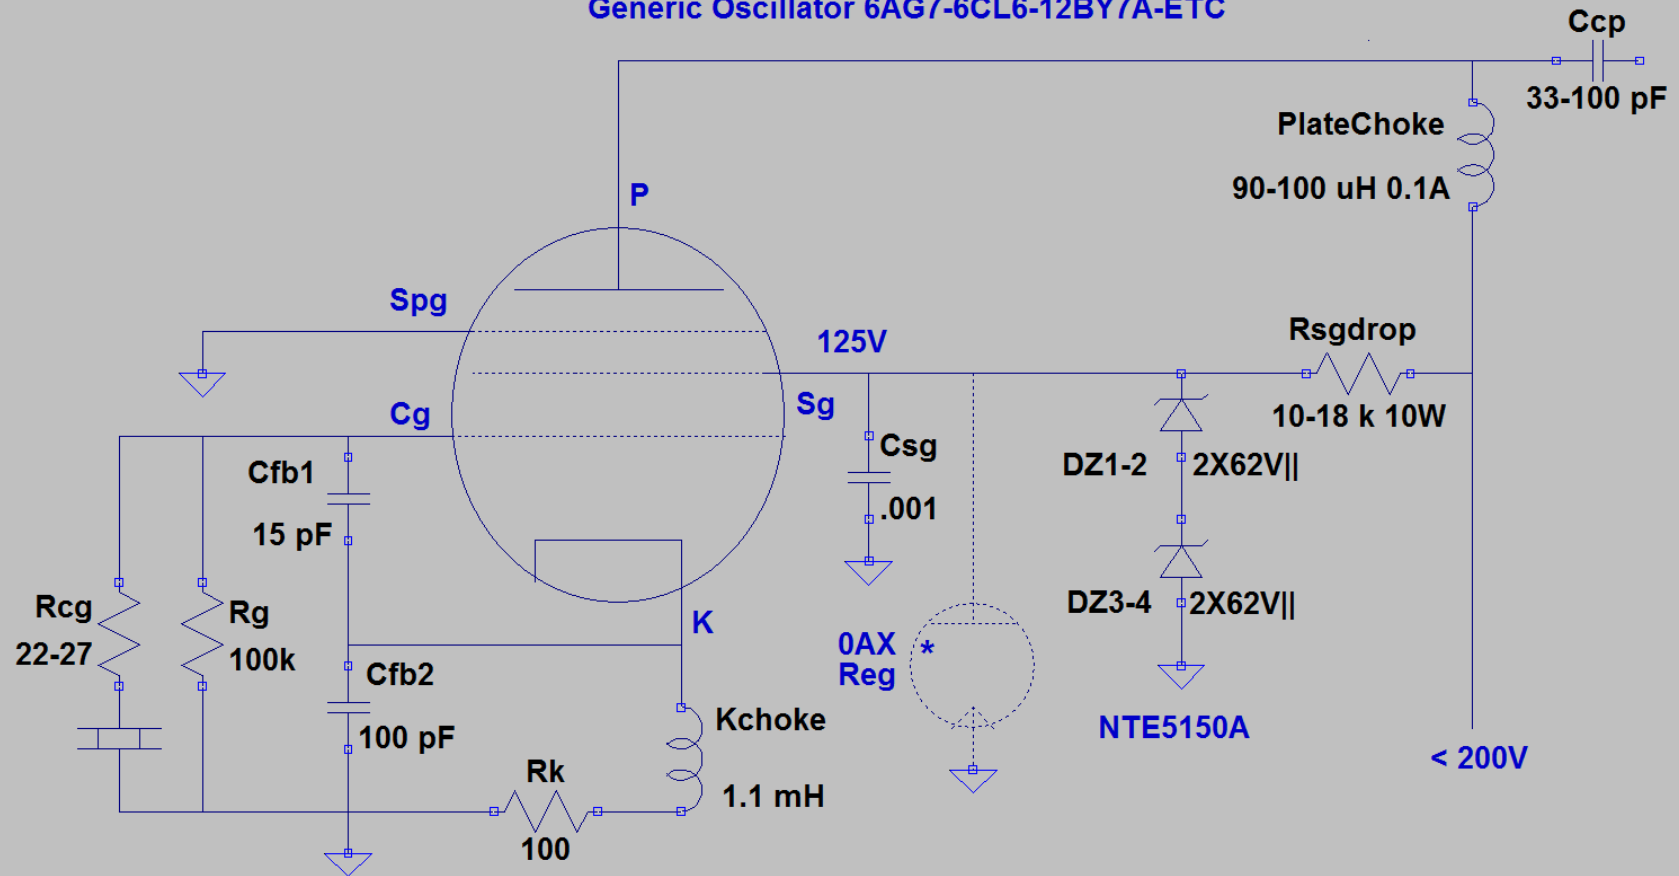 Generic Oscillator 6AG7-6CL6-12BY7A-ETC
Ccp
33-100 pF
PlateChoke
90-100 uH 0.1A
P
Spg
125V
Rsgdrop
Cg
Sg
10-18 k 10W
Csg
.001
Cfb1
15 pF
DZ1-2
2X62V||
Rcg
22-27
Rg
100k
K
DZ3-4
2X62V||
0AX
Reg
*
Cfb2
100 pF
Kchoke
1.1 mH
NTE5150A
< 200V
Rk
100